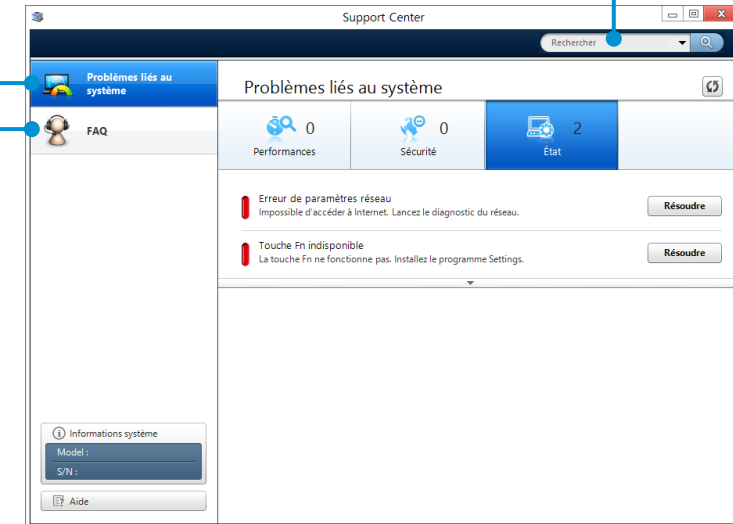 Support Center
Rechercher
Problèmes liés au
système
FAQ
Problèmes liés au système
0
Performances
0
Sécurité
2
État
Erreur de paramètres réseau
Impossible d'accéder à Internet. Lancez le diagnostic du réseau.
Résoudre
Touche Fn indisponible
La touche Fn ne fonctionne pas. Installez le programme Settings.
Résoudre
Informations système
Model :
S/N :
Aide